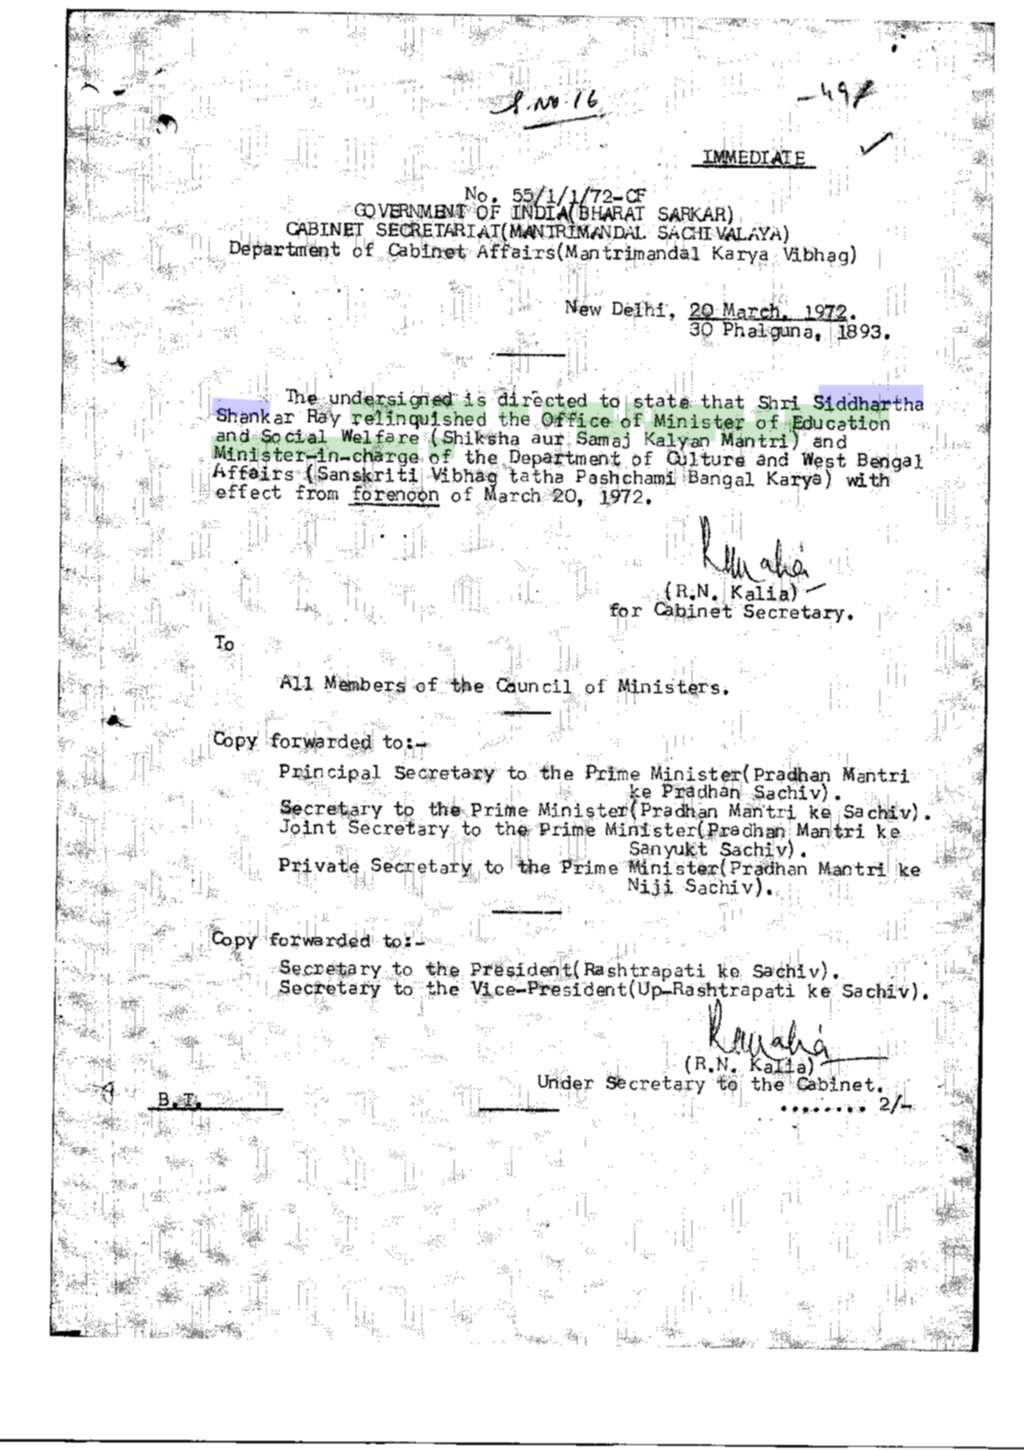 S. No. 16
-49
IMMEDIATE
No. 55/1/1/72-CF
GOVERNMENT OF INDIA(BHARAT SARKAR)
CABINET SECRETARIAT(MANTRIMANDAL SACHIVALAYA)
Department of Cabinet Affairs(Mantrimandal Karya Vibhag)
New Delhi, 20 March, 1972.
30 Phalguna, 1893.
The undersigned is directed to state that Shri Siddhartha
Shankar Ray relinquished the Office of Minister of Education
and Social Welfare (Shiksha aur Samaj Kalyan Mantri) and
Minister-in-charge of the Department of Culture and West Bengal
Affairs (Sanskriti Vibhag tatha Pashchami Bangal Karya) with
effect from forenoon of March 20, 1972.
(R.N. Kalia)
for Cabinet Secretary.
To
All Members of the Council of Ministers.
Copy forwarded to:-
Principal Secretary to the Prime Minister(Pradhan Mantri
ke Pradhan Sachiv).
Secretary to the Prime Minister(Pradhan Mantri ke Sachiv).
Joint Secretary to the Prime Minister(Pradhan Mantri ke
Sanyukt Sachiv).
Private Secretary to the Prime Minister(Pradhan Mantri ke
Niji Sachiv).
Copy forwarded to:-
Secretary to the President(Rashtrapati ke Sachiv).
Secretary to the Vice-President(Up-Rashtrapati ke Sachiv).
(R.N. Kalia)
Under Secretary to the Cabinet.
B.T.
........ 2/-